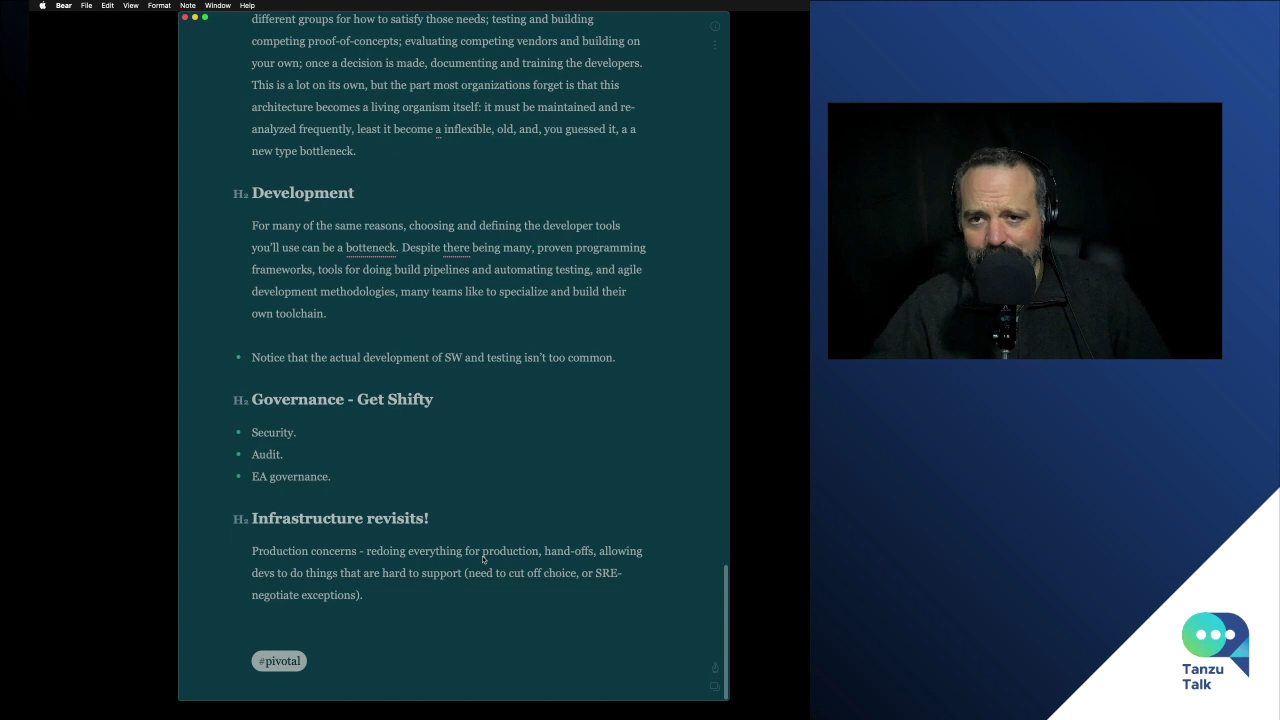 Bear File Edit View Format Note Window Help
different groups for how to satisfy those needs; testing and building
competing proof-of-concepts; evaluating competing vendors and building on
your own; once a decision is made, documenting and training the developers.
This is a lot on its own, but the part most organizations forget is that this
architecture becomes a living organism itself: it must be maintained and re-
analyzed frequently, least it become a inflexible, old, and, you guessed it, a a
new type bottleneck.
H2 Development
For many of the same reasons, choosing and defining the developer tools
you'll use can be a botteneck. Despite there being many, proven programming
frameworks, tools for doing build pipelines and automating testing, and agile
development methodologies, many teams like to specialize and build their
own toolchain.
• Notice that the actual development of SW and testing isn't too common.
H2 Governance - Get Shifty
• Security.
• Audit.
• EA governance.
H2 Infrastructure revisits!
Production concerns - redoing everything for production, hand-offs, allowing
devs to do things that are hard to support (need to cut off choice, or SRE-
negotiate exceptions).
#pivotal
Tanzu
Talk